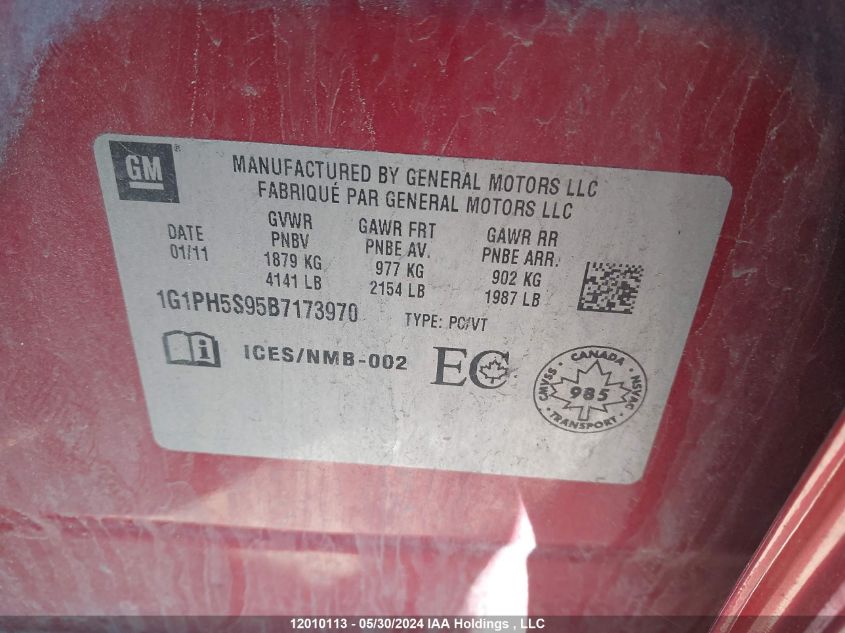 GM
MANUFACTURED BY GENERAL MOTORS LLC
FABRIQUÉ PAR GENERAL MOTORS LLC
DATE
01/11
GVWR
PNBV
1879 KG
4141 LB
GAWR FRT
PNBE AV.
977 KG
2154 LB
GAWR RR
PNBE ARR.
902 KG
1987 LB
1G1PH5S95B7173970
TYPE: PC/VT
i
ICES/NMB-002
EC
CANADA
CMVSS
985
NSVAC
TRANSPORT
12010113 - 05/30/2024 IAA Holdings , LLC